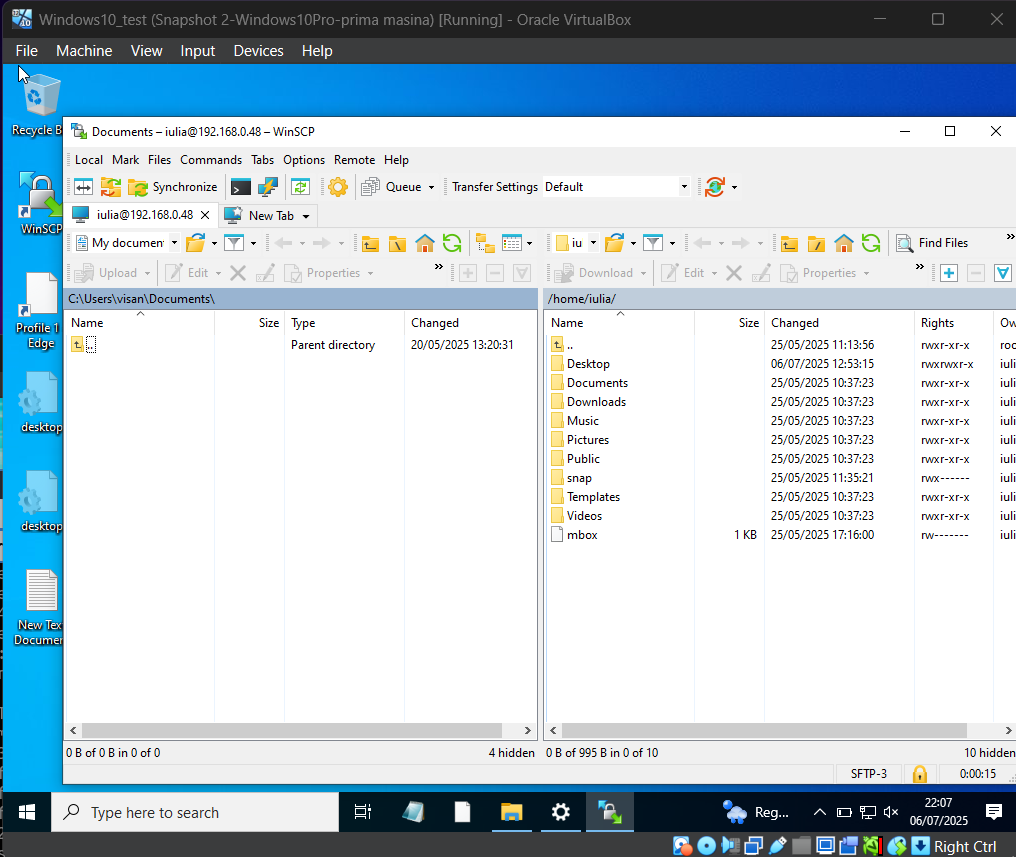 Windows10_test (Snapshot 2-Windows10Pro-prima masina) [Running] - Oracle VirtualBox
File Machine View Input Devices Help
Recycle B
WinSCP
Profile 1
Edge
desktop
desktop
New Tex
Documen
Documents – iulia@192.168.0.48 – WinSCP
Local Mark Files Commands Tabs Options Remote Help
Synchronize Queue Transfer Settings Default
iulia@192.168.0.48 New Tab
My documen iu Find Files
Upload Edit Properties Download Edit Properties
C:\Users\visan\Documents\ /home/iulia/
Name Size Type Changed Name Size Changed Rights Ow
.. Parent directory 20/05/2025 13:20:31 .. 25/05/2025 11:13:56 rwxr-xr-x roo
Desktop 06/07/2025 12:53:15 rwxrwxr-x iuli
Documents 25/05/2025 10:37:23 rwxr-xr-x iuli
Downloads 25/05/2025 10:37:23 rwxr-xr-x iuli
Music 25/05/2025 10:37:23 rwxr-xr-x iuli
Pictures 25/05/2025 10:37:23 rwxr-xr-x iuli
Public 25/05/2025 10:37:23 rwxr-xr-x iuli
snap 25/05/2025 11:35:21 rwx------ iuli
Templates 25/05/2025 10:37:23 rwxr-xr-x iuli
Videos 25/05/2025 10:37:23 rwxr-xr-x iuli
mbox 1 KB 25/05/2025 17:16:00 rw------- iuli
0 B of 0 B in 0 of 0 4 hidden 0 B of 995 B in 0 of 10 10 hidden
SFTP-3 0:00:15
Type here to search Reg... 22:07
06/07/2025
Right Ctrl